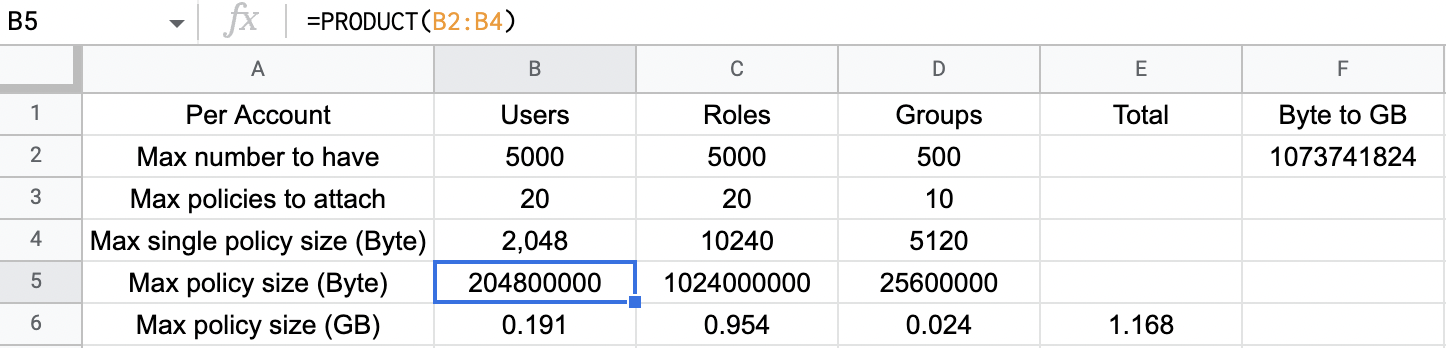 B5 fx =PRODUCT(B2:B4)
A B C D E F
1 Per Account Users Roles Groups Total Byte to GB
2 Max number to have 5000 5000 500 1073741824
3 Max policies to attach 20 20 10
4 Max single policy size (Byte) 2,048 10240 5120
5 Max policy size (Byte) 204800000 1024000000 25600000
6 Max policy size (GB) 0.191 0.954 0.024 1.168